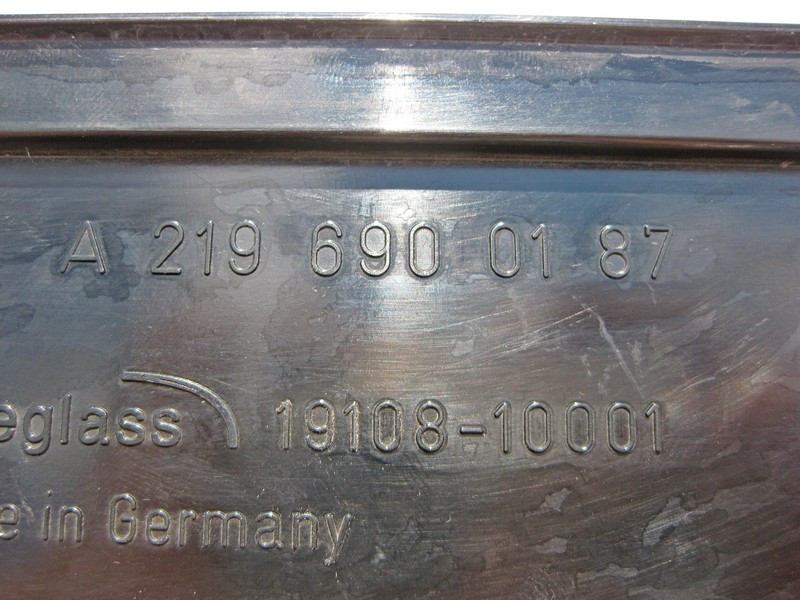 A 219 690 01 87
eglass 19108-10001
e in Germany